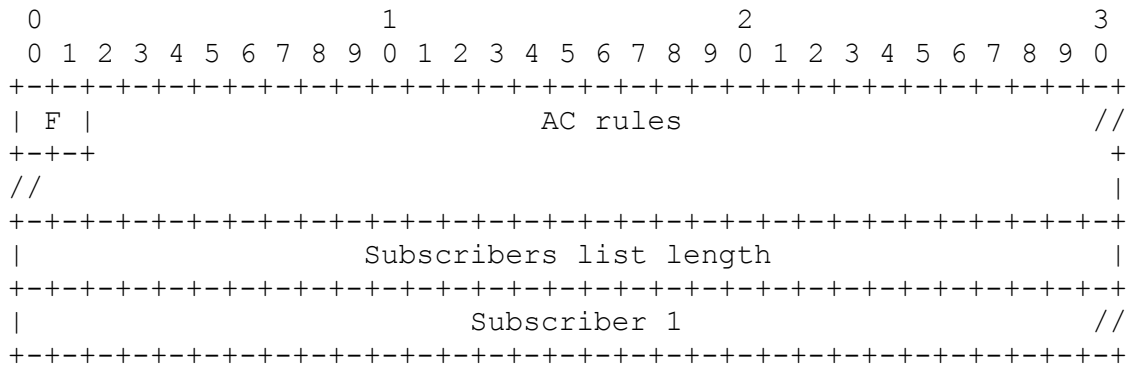 0                   1                   2                   3
 0 1 2 3 4 5 6 7 8 9 0 1 2 3 4 5 6 7 8 9 0 1 2 3 4 5 6 7 8 9 0
+-+-+-+-+-+-+-+-+-+-+-+-+-+-+-+-+-+-+-+-+-+-+-+-+-+-+-+-+-+-+-+
| F |                         AC rules                       //
+-+-+                                                         +
//                                                            |
+-+-+-+-+-+-+-+-+-+-+-+-+-+-+-+-+-+-+-+-+-+-+-+-+-+-+-+-+-+-+-+
|                   Subscribers list length                   |
+-+-+-+-+-+-+-+-+-+-+-+-+-+-+-+-+-+-+-+-+-+-+-+-+-+-+-+-+-+-+-+
|                         Subscriber 1                       //
+-+-+-+-+-+-+-+-+-+-+-+-+-+-+-+-+-+-+-+-+-+-+-+-+-+-+-+-+-+-+-+